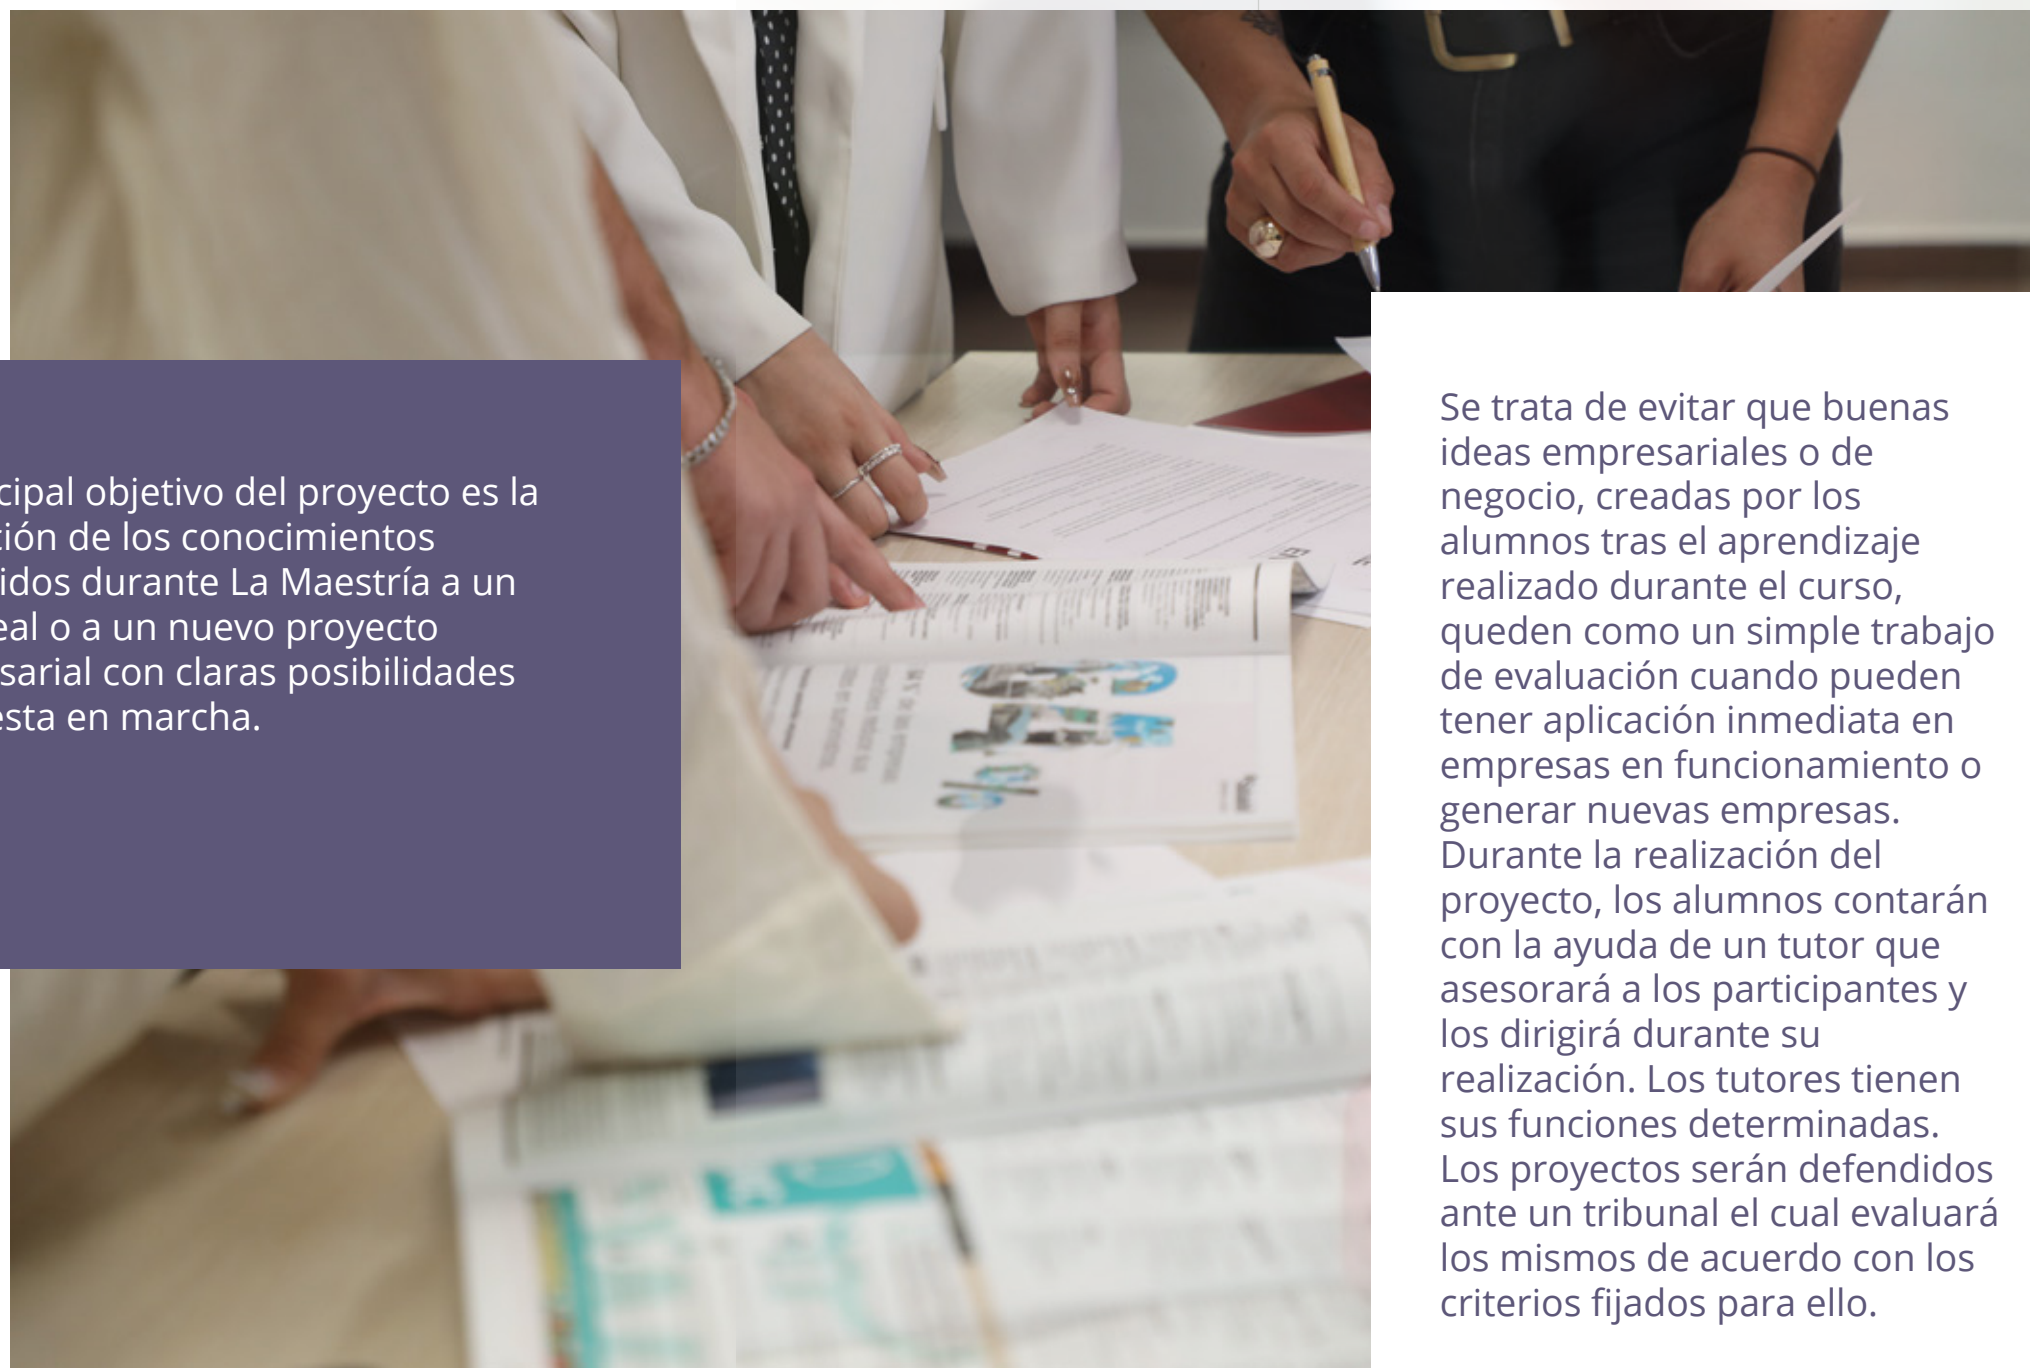 cipal objetivo del proyecto es la
ción de los conocimientos
idos durante La Maestría a un
eal o a un nuevo proyecto
sarial con claras posibilidades
esta en marcha.
Se trata de evitar que buenas
ideas empresariales o de
negocio, creadas por los
alumnos tras el aprendizaje
realizado durante el curso,
queden como un simple trabajo
de evaluación cuando pueden
tener aplicación inmediata en
empresas en funcionamiento o
generar nuevas empresas.
Durante la realización del
proyecto, los alumnos contarán
con la ayuda de un tutor que
asesorará a los participantes y
los dirigirá durante su
realización. Los tutores tienen
sus funciones determinadas.
Los proyectos serán defendidos
ante un tribunal el cual evaluará
los mismos de acuerdo con los
criterios fijados para ello.